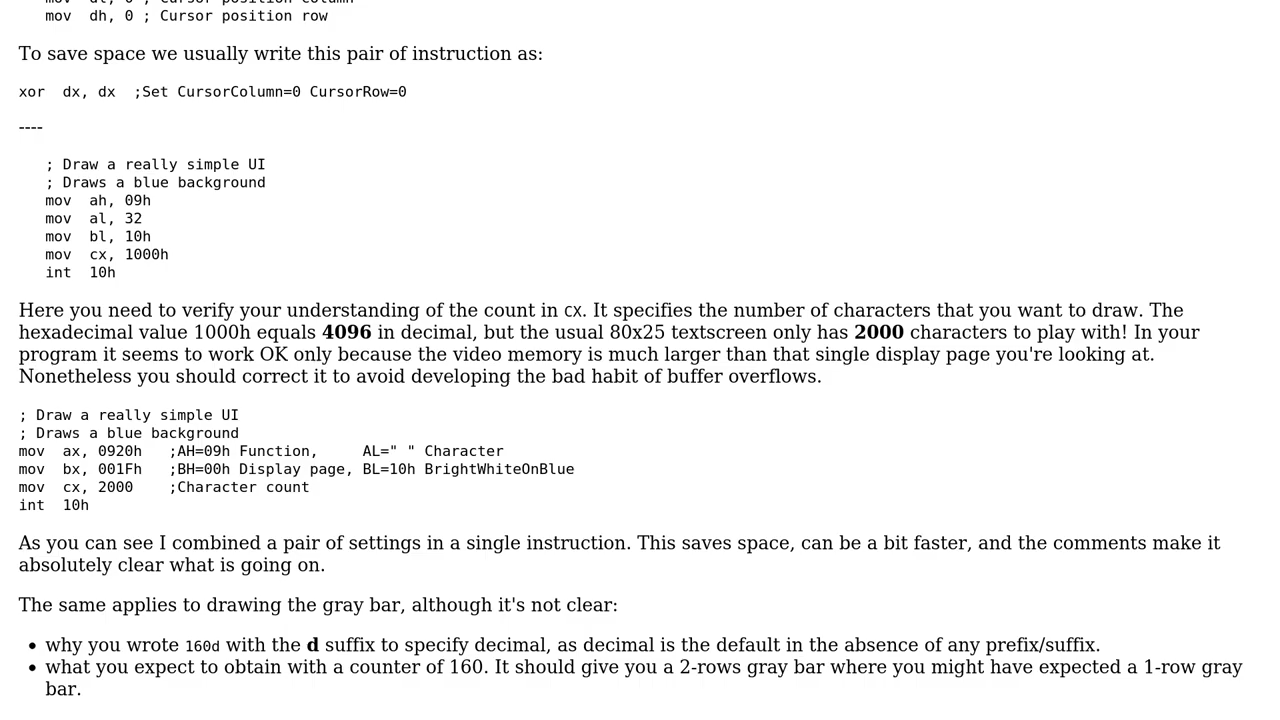 mov dl, 0 ; Cursor position column
mov dh, 0 ; Cursor position row
To save space we usually write this pair of instruction as:
xor  dx, dx  ;Set CursorColumn=0 CursorRow=0
----
; Draw a really simple UI
; Draws a blue background
mov  ah, 09h
mov  al, 32
mov  bl, 10h
mov  cx, 1000h
int  10h
Here you need to verify your understanding of the count in CX. It specifies the number of characters that you want to draw. The
hexadecimal value 1000h equals 4096 in decimal, but the usual 80x25 textscreen only has 2000 characters to play with! In your
program it seems to work OK only because the video memory is much larger than that single display page you're looking at.
Nonetheless you should correct it to avoid developing the bad habit of buffer overflows.
; Draw a really simple UI
; Draws a blue background
mov  ax, 0920h   ;AH=09h Function,     AL=" " Character
mov  bx, 001Fh   ;BH=00h Display page, BL=10h BrightWhiteOnBlue
mov  cx, 2000    ;Character count
int  10h
As you can see I combined a pair of settings in a single instruction. This saves space, can be a bit faster, and the comments make it
absolutely clear what is going on.
The same applies to drawing the gray bar, although it's not clear:
• why you wrote 160d with the d suffix to specify decimal, as decimal is the default in the absence of any prefix/suffix.
• what you expect to obtain with a counter of 160. It should give you a 2-rows gray bar where you might have expected a 1-row gray
bar.